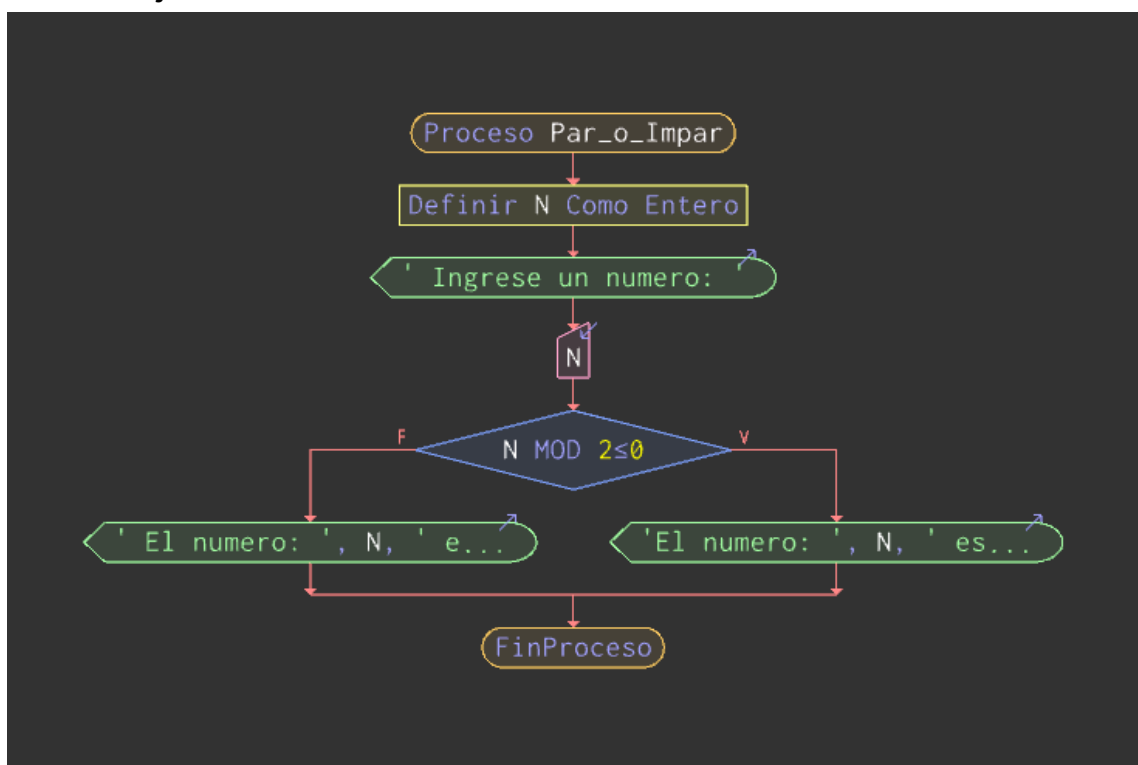 Proceso Par_o_Impar
Definir N Como Entero
' Ingrese un numero: '
N
F N MOD 2≤0 V
' El numero: ', N, ' e... 'El numero: ', N, ' es...
FinProceso